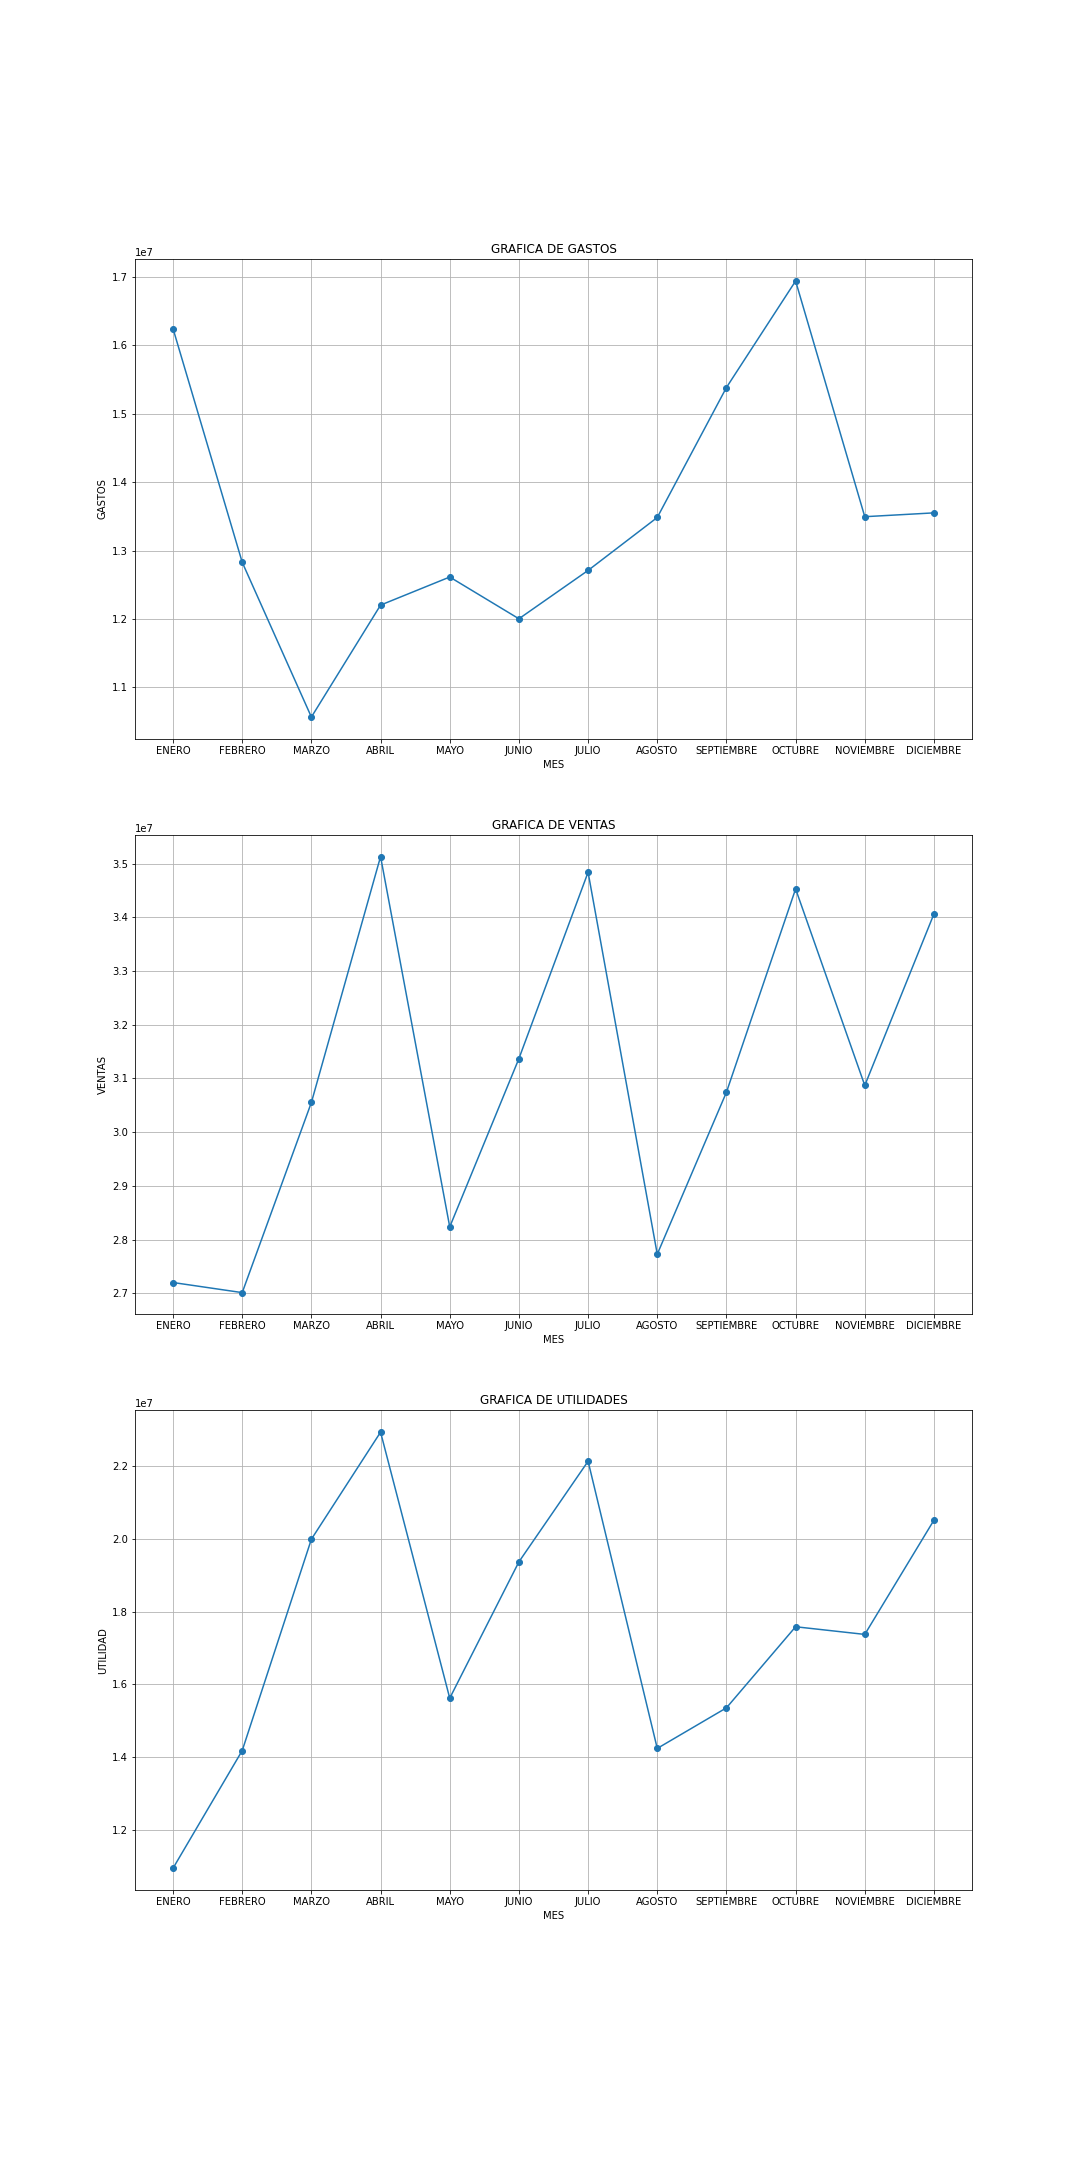 GRAFICA DE GASTOS
1e7
1.7
1.6
1.5
1.4
1.3
1.2
1.1
GASTOS
ENERO FEBRERO MARZO ABRIL MAYO JUNIO JULIO AGOSTO SEPTIEMBRE OCTUBRE NOVIEMBRE DICIEMBRE
MES
GRAFICA DE VENTAS
1e7
3.5
3.4
3.3
3.2
3.1
3.0
2.9
2.8
2.7
VENTAS
ENERO FEBRERO MARZO ABRIL MAYO JUNIO JULIO AGOSTO SEPTIEMBRE OCTUBRE NOVIEMBRE DICIEMBRE
MES
GRAFICA DE UTILIDADES
1e7
2.2
2.0
1.8
1.6
1.4
1.2
UTILIDAD
ENERO FEBRERO MARZO ABRIL MAYO JUNIO JULIO AGOSTO SEPTIEMBRE OCTUBRE NOVIEMBRE DICIEMBRE
MES